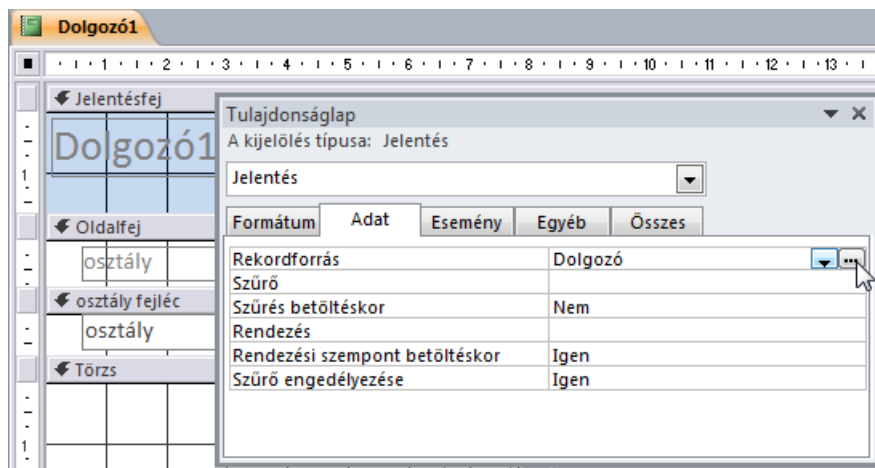 Dolgozó1
1 2 3 4 5 6 7 8 9 10 11 12 13
Jelentésfej
Dolgozó1
1
Oldalfej
osztály
osztály fejléc
osztály
Törzs
1
Tulajdonságlap
A kijelölés típusa: Jelentés
Jelentés
Formátum Adat Esemény Egyéb Összes
Rekordforrás Dolgozó
Szűrő
Szűrés betöltéskor Nem
Rendezés
Rendezési szempont betöltéskor Igen
Szűrő engedélyezése Igen